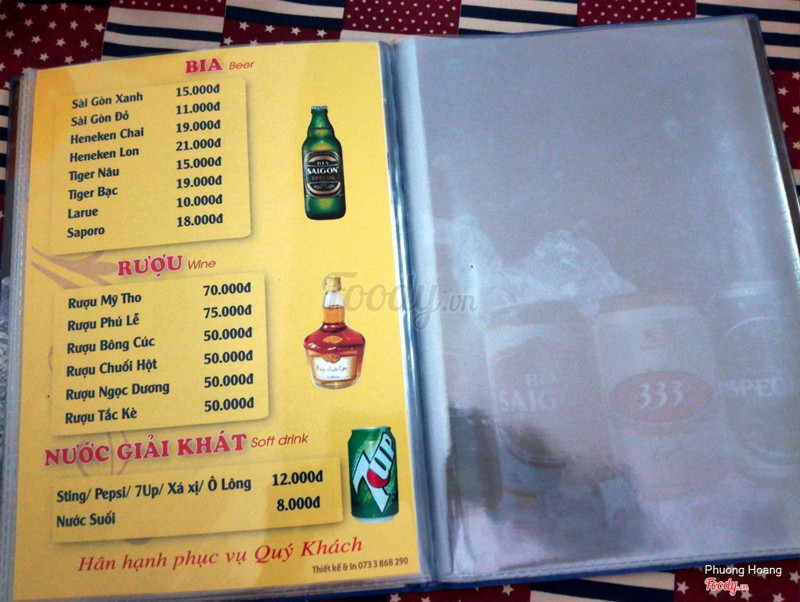 BIA Beer
Sài Gòn Xanh 15.000đ
Sài Gòn Đỏ 11.000đ
Heneken Chai 19.000đ
Heneken Lon 21.000đ
Tiger Nâu 15.000đ
Tiger Bạc 19.000đ
Larue 10.000đ
Saporo 18.000đ
BIA
SAIGON
SPECIAL
RƯỢU Wine
Rượu Mỹ Tho 70.000đ
Rượu Phú Lễ 75.000đ
Rượu Bông Cúc 50.000đ
Rượu Chuối Hột 50.000đ
Rượu Ngọc Dương 50.000đ
Rượu Tắc Kè 50.000đ
NƯỚC GIẢI KHÁT Soft drink
Sting/ Pepsi/ 7Up/ Xá xị/ Ô Lông 12.000đ
Nước Suối 8.000đ
7UP
Hân hạnh phục vụ Quý Khách
Thiết kế & In 073 3 868 290
Foody.vn
BIA
SAIGON
333
SPECI
Phuong Hoang
Foody.vn